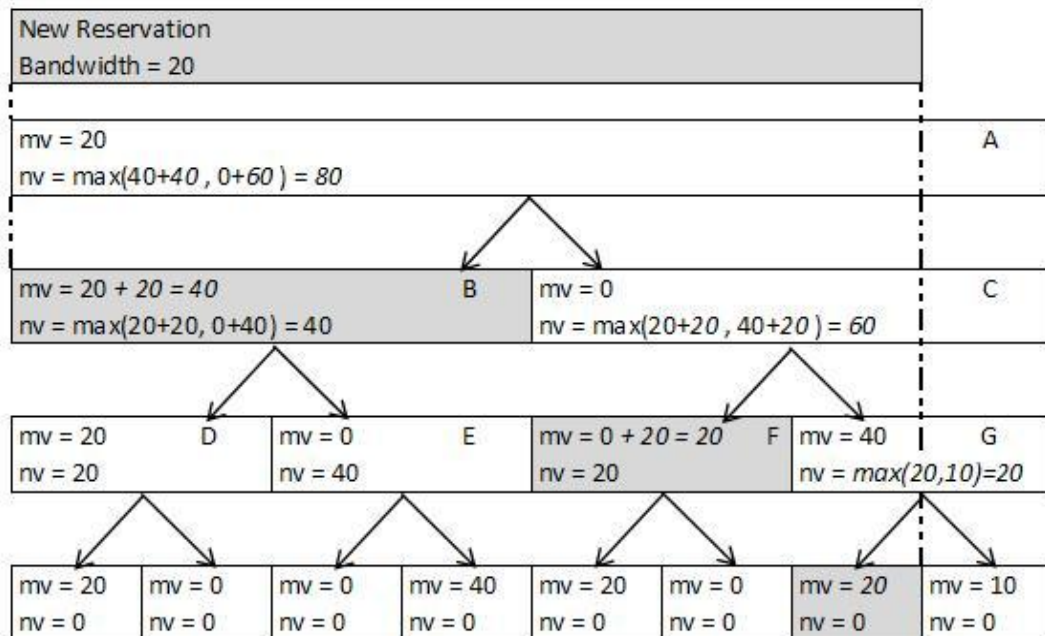 New Reservation
Bandwidth = 20
mv = 20 A
nv = max(40+40 , 0+60 ) = 80
mv = 20 + 20 = 40 B
nv = max(20+20, 0+40) = 40
mv = 0 C
nv = max(20+20 , 40+20 ) = 60
mv = 20 D
nv = 20
mv = 0 E
nv = 40
mv = 0 + 20 = 20 F
nv = 20
mv = 40 G
nv = max(20,10)=20
mv = 20
nv = 0
mv = 0
nv = 0
mv = 0
nv = 0
mv = 40
nv = 0
mv = 20
nv = 0
mv = 0
nv = 0
mv = 20
nv = 0
mv = 10
nv = 0